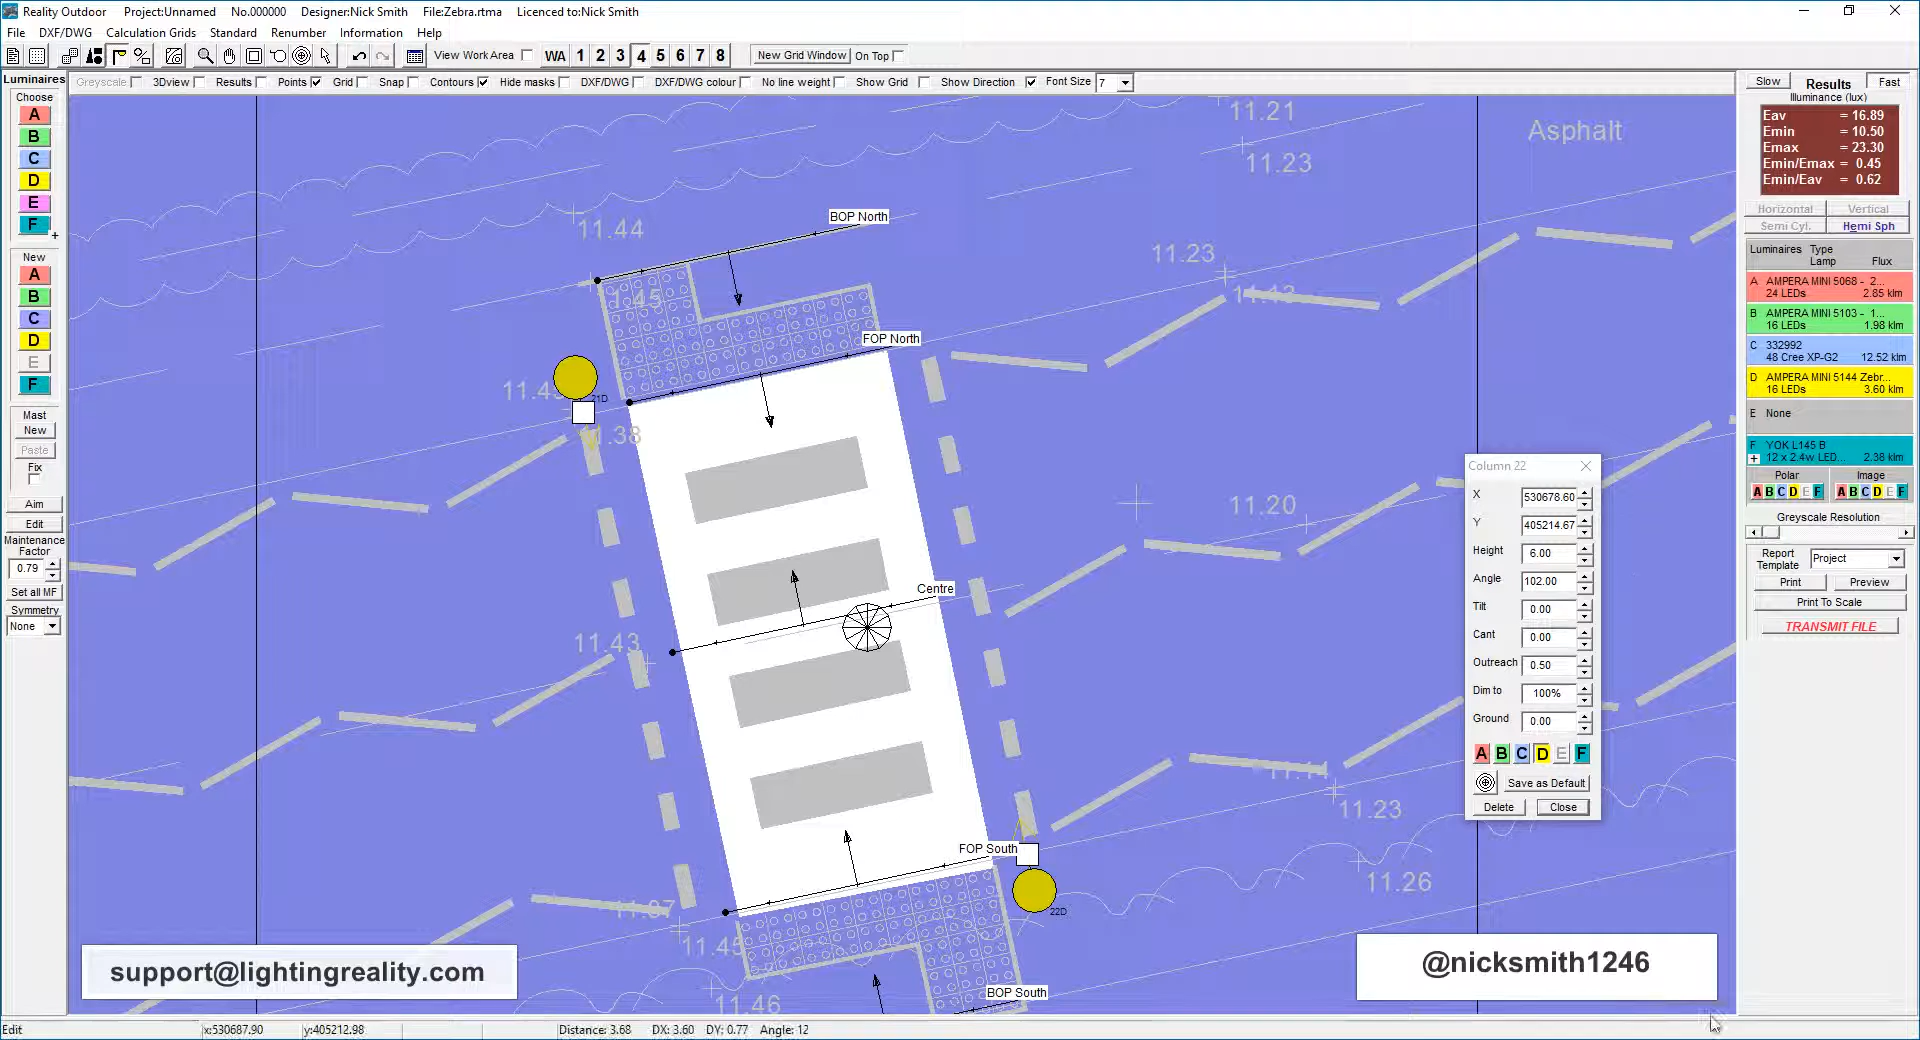 Reality Outdoor Project:Unnamed No.000000 Designer:Nick Smith File:Zebra.rtma Licenced to:Nick Smith
File DXF/DWG Calculation Grids Standard Renumber Information Help
View Work Area WA 1 2 3 4 5 6 7 8 New Grid Window On Top
Luminaires Greyscale 3Dview Results Points Grid Snap Contours Hide masks DXF/DWG DXF/DWG colour No line weight Show Grid Show Direction Font Size 7
Choose
A
B
C
D
E
F
+
New
A
B
C
D
E
F
Mast
New
Paste
Fix
Aim
Edit
Maintenance
Factor
0.79
Set all MF
Symmetry
None
11.21
Asphalt
11.23
BOP North
11.44
11.23
11.45
FOP North
11.38
21D
11.20
Centre
11.43
11.23
FOP South
11.26
22D
11.45
BOP South
11.46
support@lightingreality.com
@nicksmith1246
Column 22
X 530678.60
Y 405214.67
Height 6.00
Angle 102.00
Tilt 0.00
Cant 0.00
Outreach 0.50
Dim to 100%
Ground 0.00
A B C D E F
Save as Default
Delete Close
Slow Results Fast
Illuminance (lux)
Eav = 16.89
Emin = 10.50
Emax = 23.30
Emin/Emax = 0.45
Emin/Eav = 0.62
Horizontal Vertical
Semi Cyl. Hemi Sph
Luminaires Type
Lamp Flux
A AMPERA MINI 5068 - 2...
24 LEDs 2.85 klm
B AMPERA MINI 5103 - 1...
16 LEDs 1.98 klm
C 332992
48 Cree XP-G2 12.52 klm
D AMPERA MINI 5144 Zebr...
16 LEDs 3.60 klm
E None
F YOK L145 B
+ 12 x 2.4w LED... 2.38 klm
Polar Image
A B C D E F A B C D E F
Greyscale Resolution
Report
Template Project
Print Preview
Print To Scale
TRANSMIT FILE
Edit x:530687.90 y:405212.98 Distance: 3.68 DX: 3.60 DY: 0.77 Angle: 12